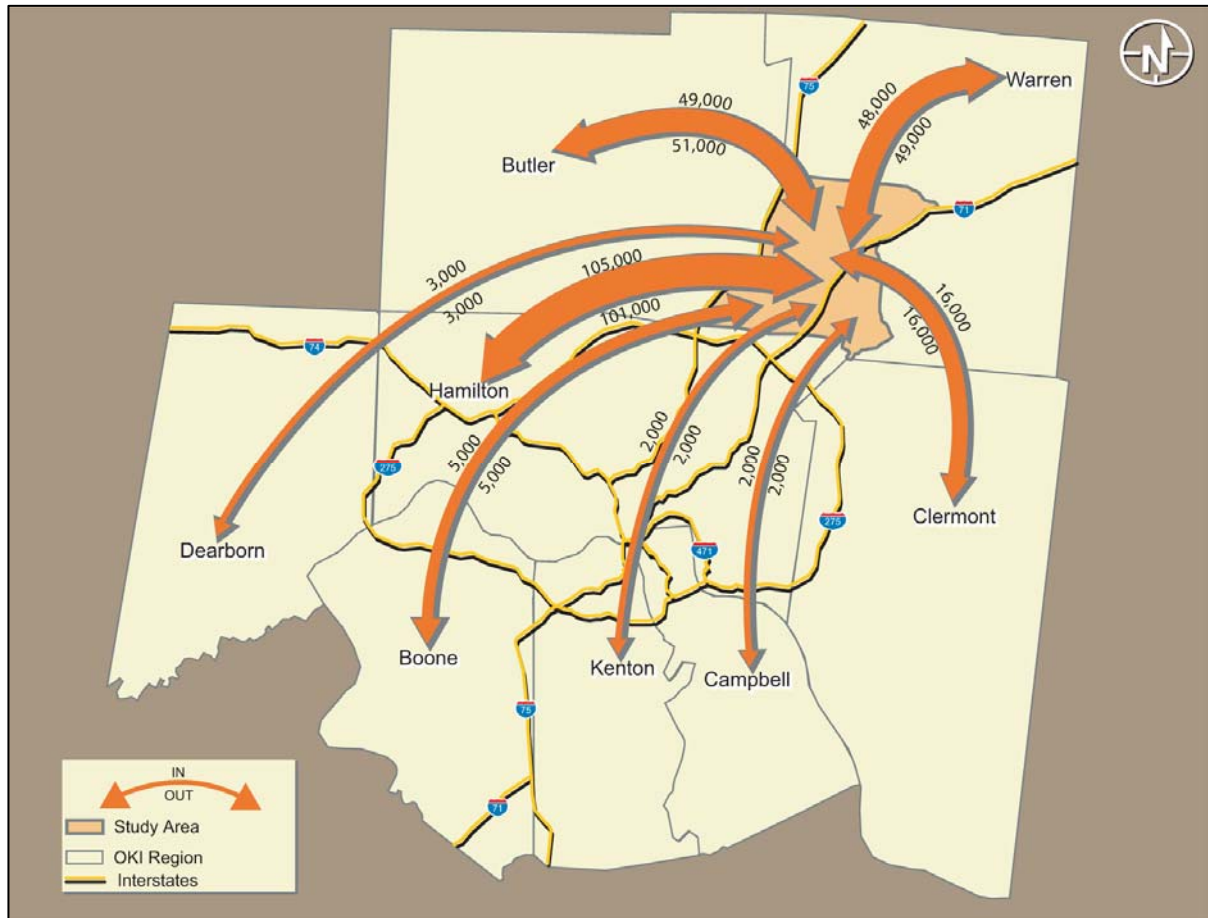 N
75
Warren
48,000
49,000
49,000
51,000
Butler
71
3,000
3,000
105,000
101,000
16,000
16,000
74
Hamilton
2,000
2,000
5,000
5,000
2,000
2,000
275
275
Clermont
Dearborn
471
Boone
Kenton
Campbell
75
71
IN
OUT
Study Area
OKI Region
Interstates